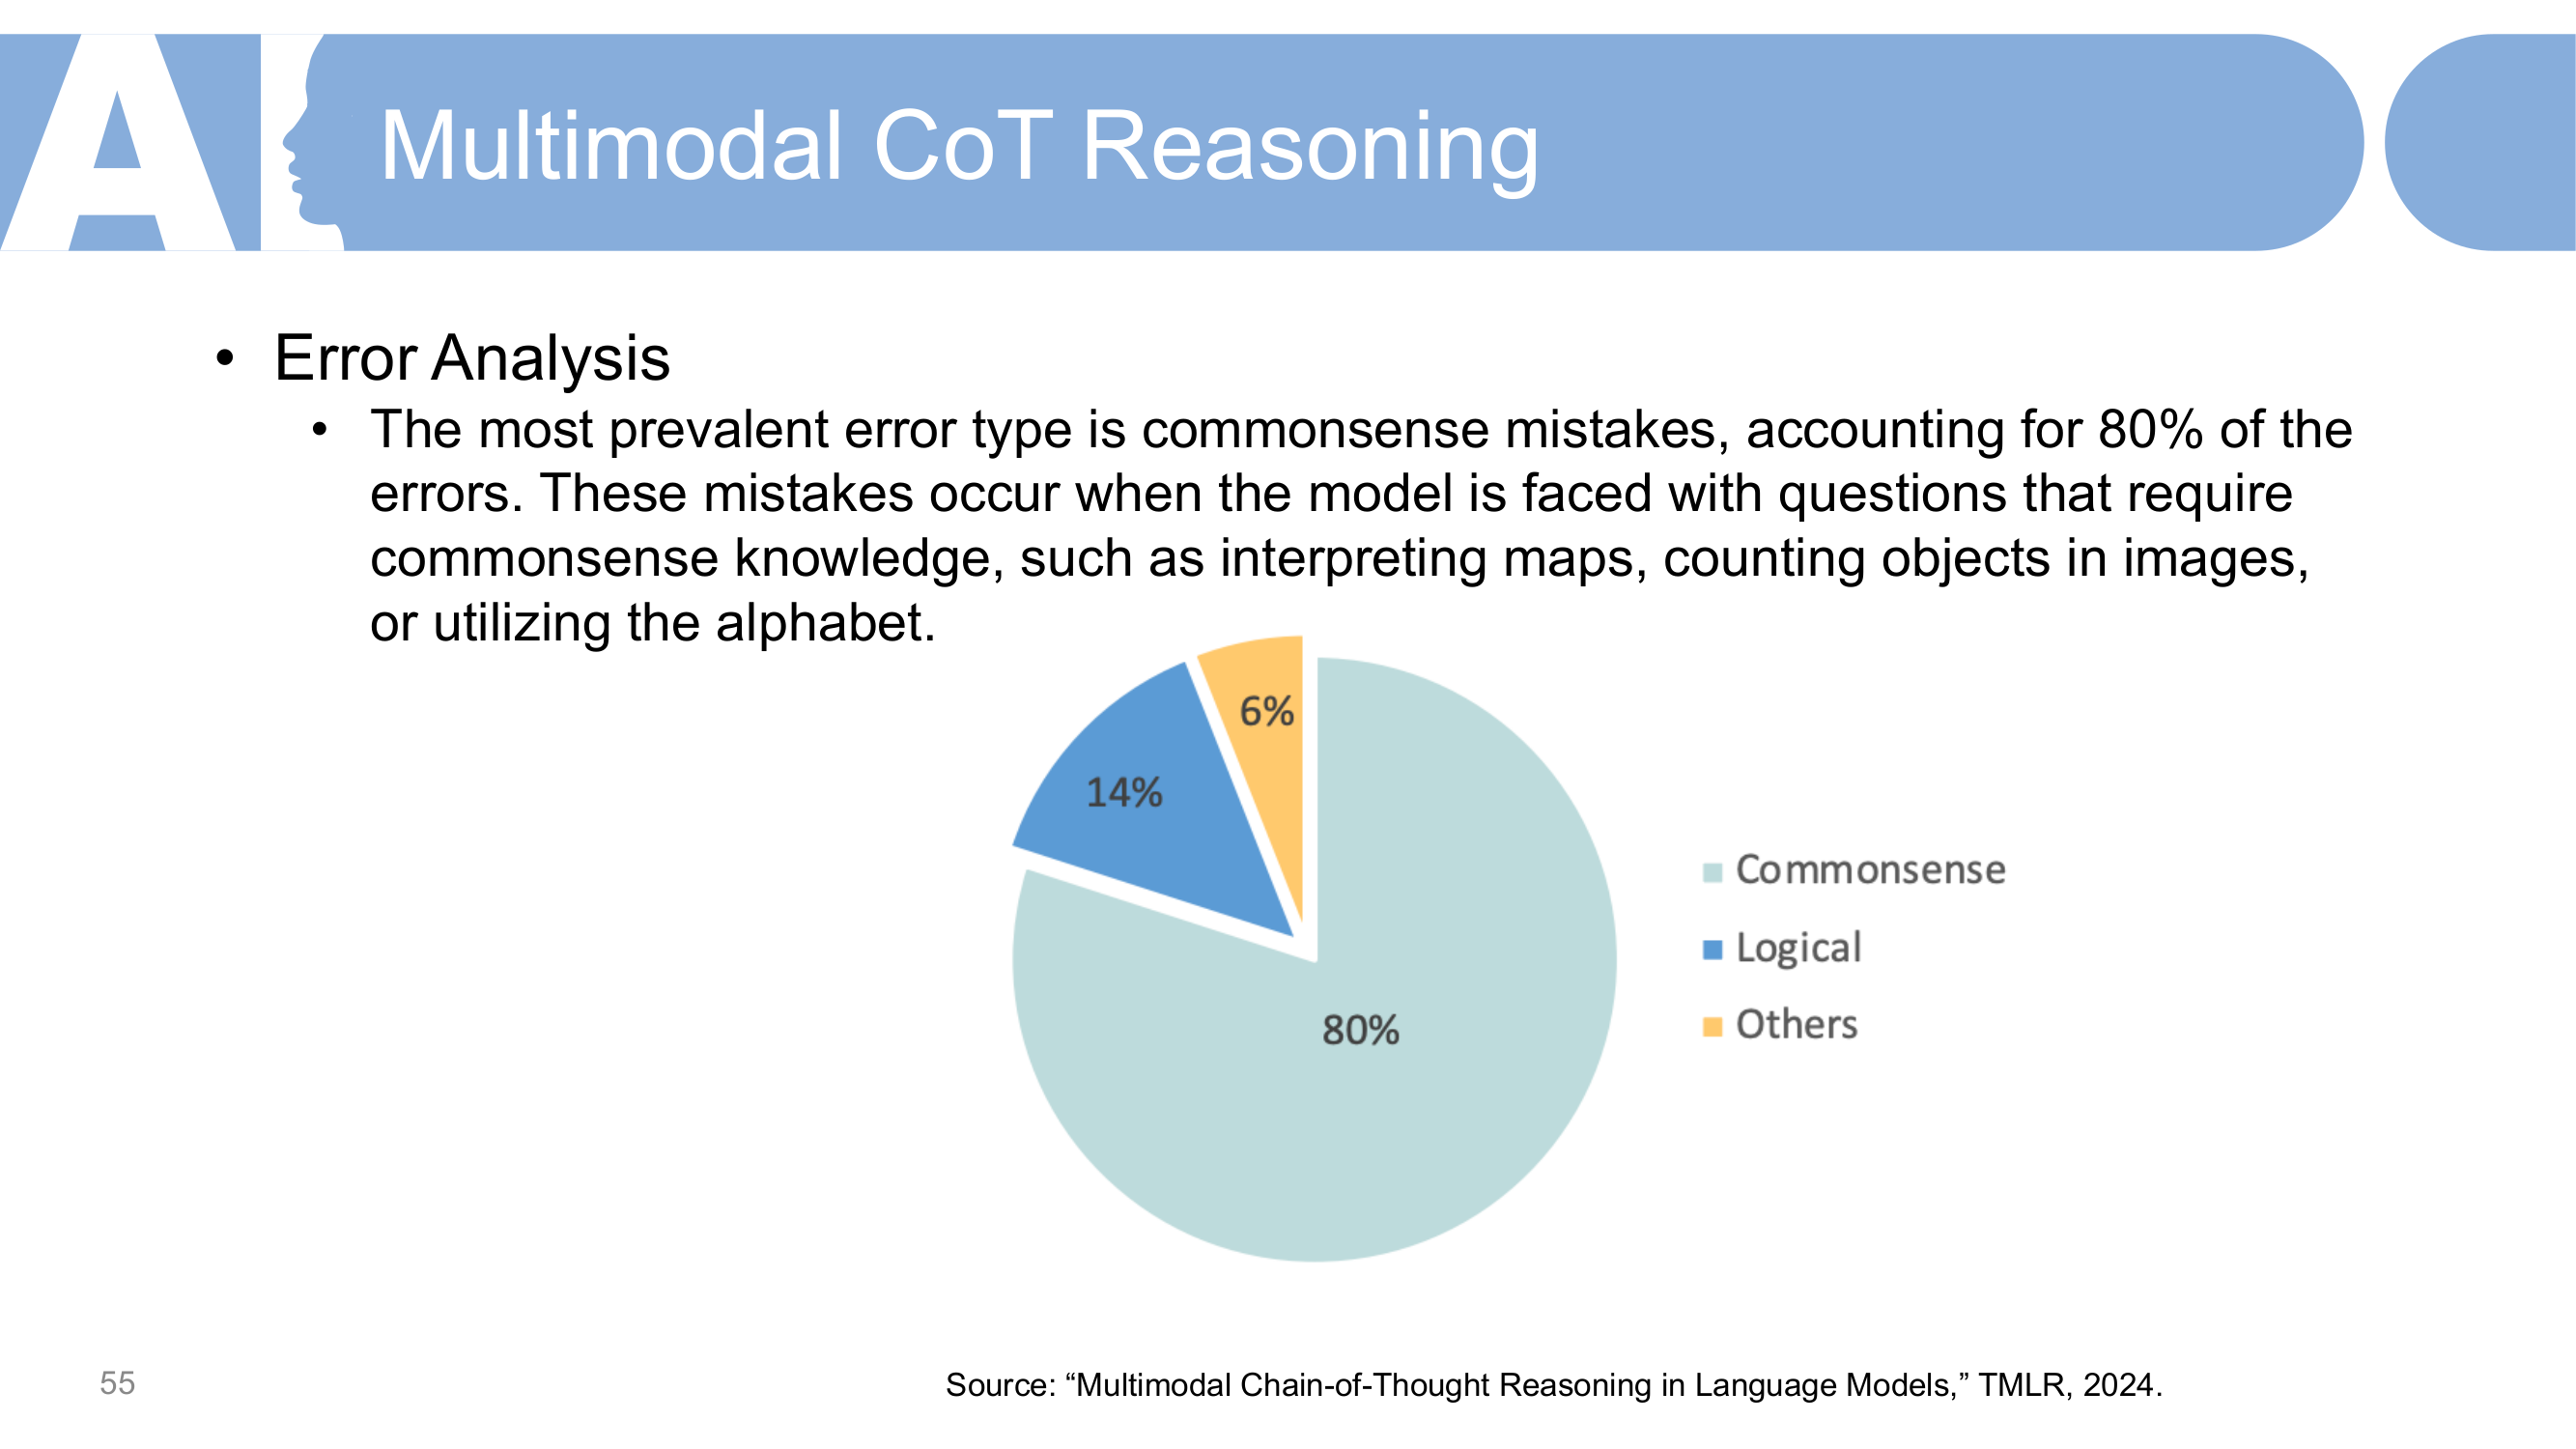 AI
Multimodal CoT Reasoning
• Error Analysis
• The most prevalent error type is commonsense mistakes, accounting for 80% of the
errors. These mistakes occur when the model is faced with questions that require
commonsense knowledge, such as interpreting maps, counting objects in images,
or utilizing the alphabet.
6%
14%
80%
Commonsense
Logical
Others
55
Source: “Multimodal Chain-of-Thought Reasoning in Language Models,” TMLR, 2024.